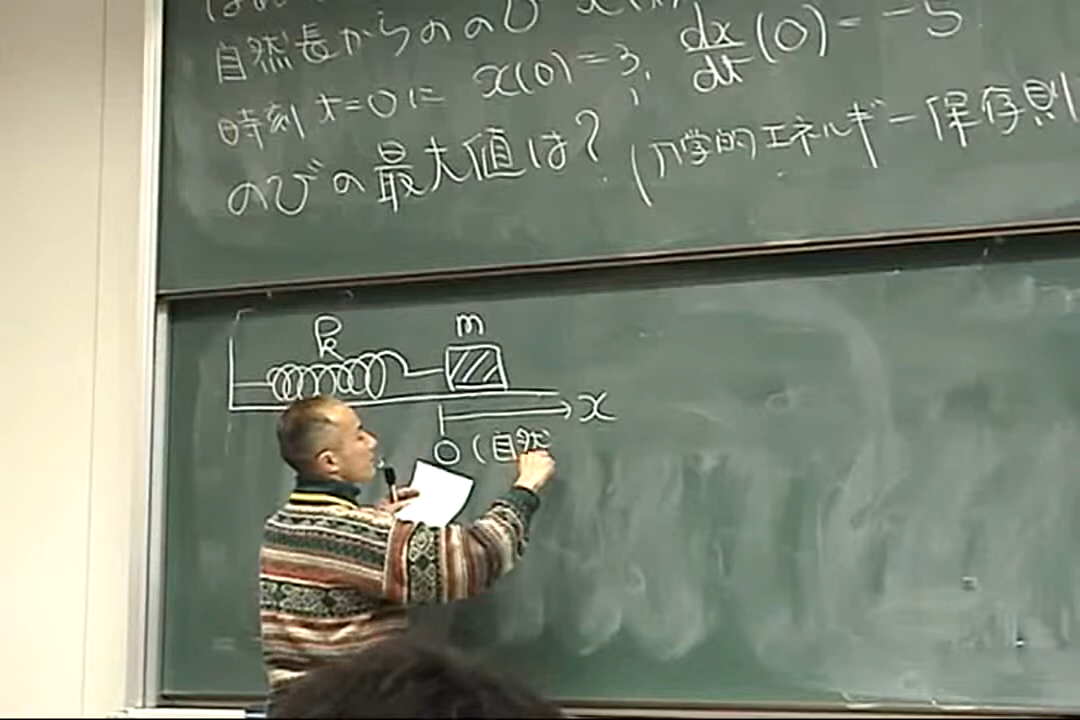 自然長からののび x(t)
時刻 t=0に x(0)=3, dx/dt(0)=-5
のびの最大値は? (力学的エネルギー保存則
k
m
x
0 (自然